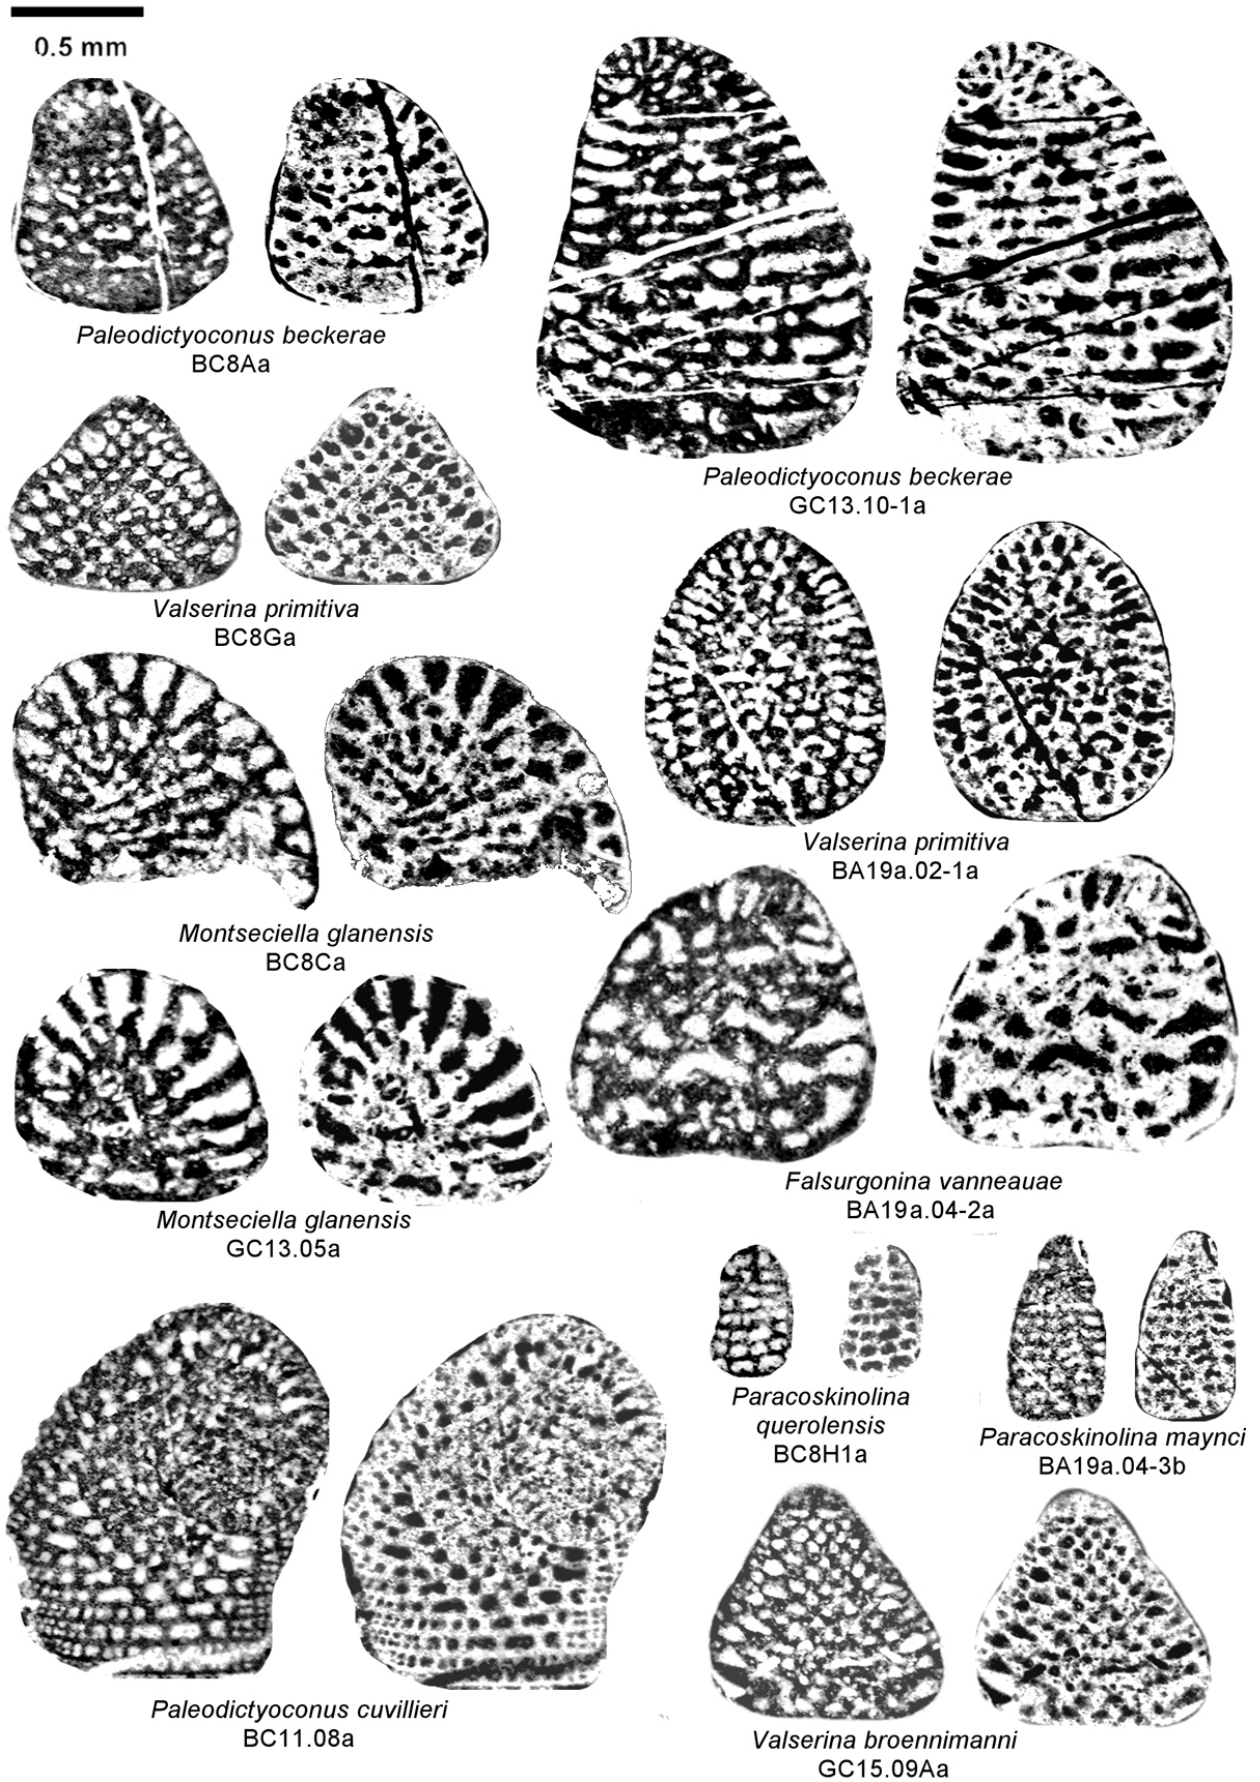 0.5 mm
Paleodictyoconus beckerae
BC8Aa
Paleodictyoconus beckerae
GC13.10-1a
Valserina primitiva
BC8Ga
Valserina primitiva
BA19a.02-1a
Montseciella glanensis
BC8Ca
Falsurgonina vanneauae
BA19a.04-2a
Montseciella glanensis
GC13.05a
Paracoskinolina
querolensis
BC8H1a
Paracoskinolina maynci
BA19a.04-3b
Paleodictyoconus cuvillieri
BC11.08a
Valserina broennimanni
GC15.09Aa